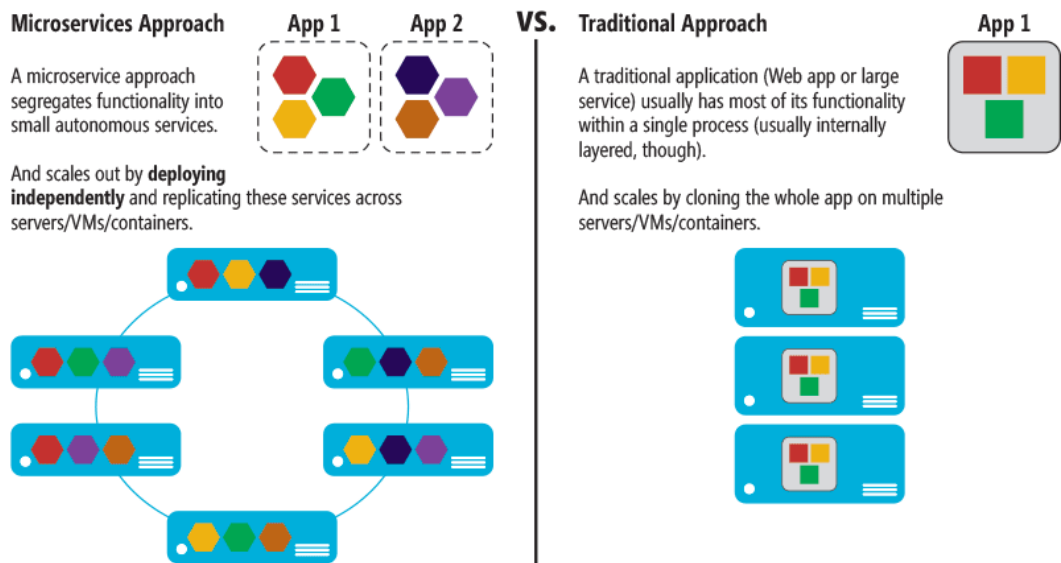 Microservices Approach
App 1
App 2
A microservice approach
segregates functionality into
small autonomous services.
And scales out by deploying
independently and replicating these services across
servers/VMs/containers.
VS.
Traditional Approach
App 1
A traditional application (Web app or large
service) usually has most of its functionality
within a single process (usually internally
layered, though).
And scales by cloning the whole app on multiple
servers/VMs/containers.